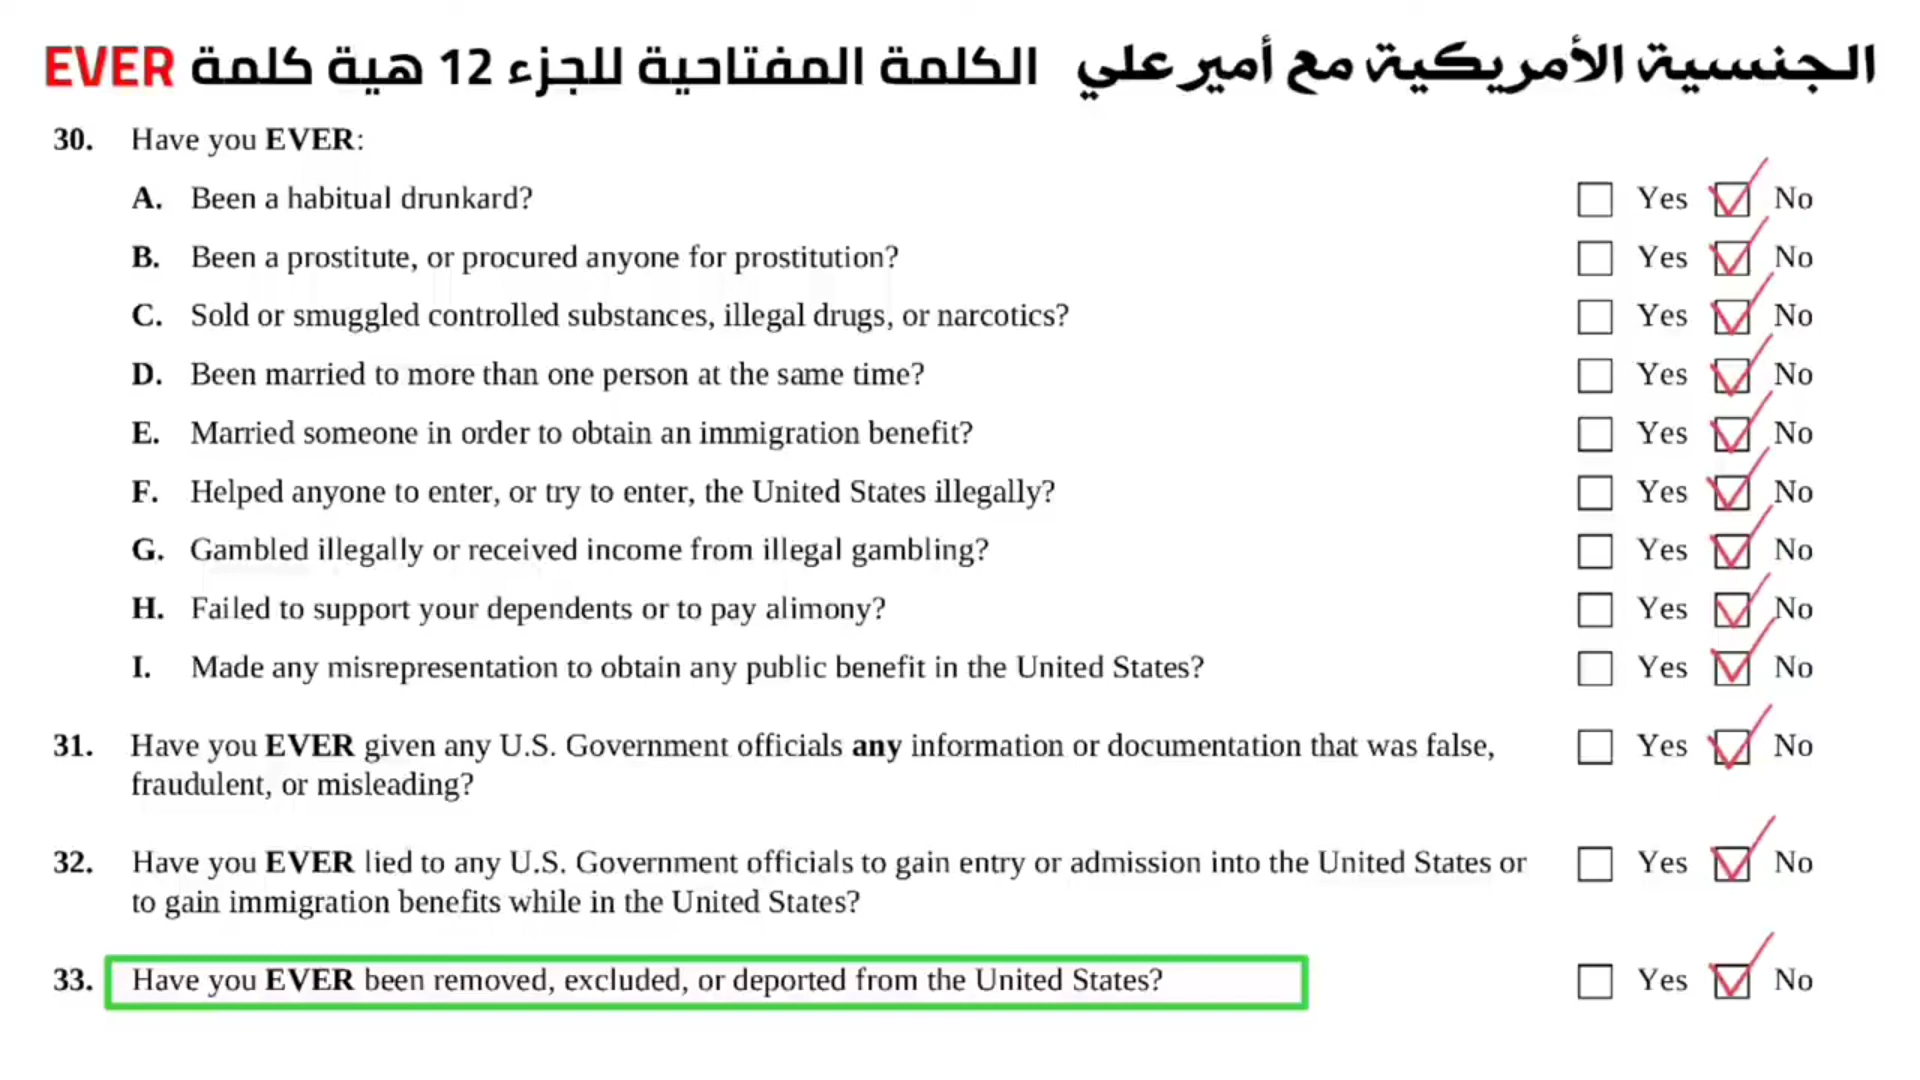 الجنسية الأمريكية مع أمير علي الكلمة المفتاحية للجزء 12 هية كلمة EVER
30. Have you EVER:
A. Been a habitual drunkard? Yes No
B. Been a prostitute, or procured anyone for prostitution? Yes No
C. Sold or smuggled controlled substances, illegal drugs, or narcotics? Yes No
D. Been married to more than one person at the same time? Yes No
E. Married someone in order to obtain an immigration benefit? Yes No
F. Helped anyone to enter, or try to enter, the United States illegally? Yes No
G. Gambled illegally or received income from illegal gambling? Yes No
H. Failed to support your dependents or to pay alimony? Yes No
I. Made any misrepresentation to obtain any public benefit in the United States? Yes No
31. Have you EVER given any U.S. Government officials any information or documentation that was false, Yes No
fraudulent, or misleading?
32. Have you EVER lied to any U.S. Government officials to gain entry or admission into the United States or Yes No
to gain immigration benefits while in the United States?
33. Have you EVER been removed, excluded, or deported from the United States? Yes No